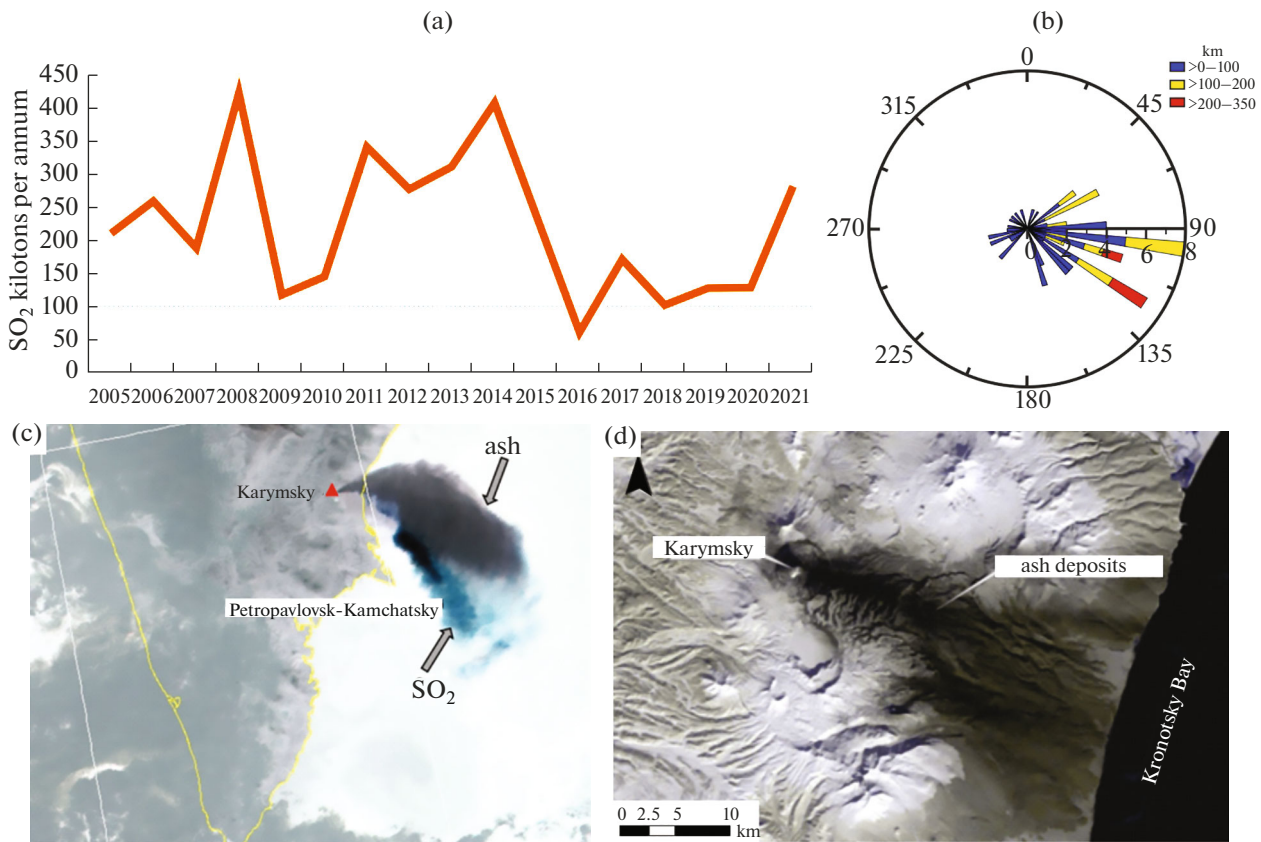 (a)
SO2 kilotons per annum
450
400
350
300
250
200
150
100
50
0
2005 2006 2007 2008 2009 2010 2011 2012 2013 2014 2015 2016 2017 2018 2019 2020 2021
(b)
km
>0–100
>100–200
>200–350
0
45
90
135
180
225
270
315
0 2 4 6 8
(c)
ash
Karymsky
Petropavlovsk-Kamchatsky
SO2
(d)
Karymsky
ash deposits
Kronotsky Bay
0 2.5 5 10
km